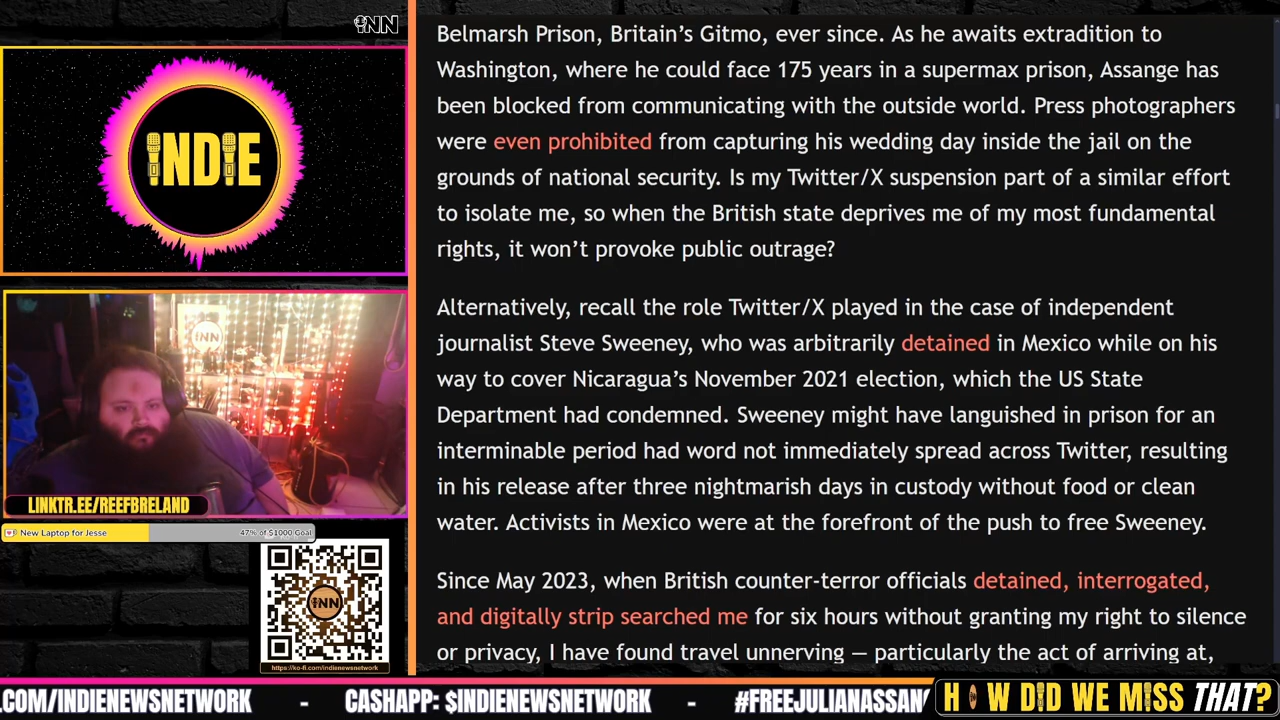 iNN
iNDiE
iNN
LINKTR.EE/REEFBRELAND
New Laptop for Jesse
47% of $1000 Goal
iNN
https://ko-fi.com/indienewsnetwork
Belmarsh Prison, Britain’s Gitmo, ever since. As he awaits extradition to
Washington, where he could face 175 years in a supermax prison, Assange has
been blocked from communicating with the outside world. Press photographers
were even prohibited from capturing his wedding day inside the jail on the
grounds of national security. Is my Twitter/X suspension part of a similar effort
to isolate me, so when the British state deprives me of my most fundamental
rights, it won’t provoke public outrage?
Alternatively, recall the role Twitter/X played in the case of independent
journalist Steve Sweeney, who was arbitrarily detained in Mexico while on his
way to cover Nicaragua’s November 2021 election, which the US State
Department had condemned. Sweeney might have languished in prison for an
interminable period had word not immediately spread across Twitter, resulting
in his release after three nightmarish days in custody without food or clean
water. Activists in Mexico were at the forefront of the push to free Sweeney.
Since May 2023, when British counter-terror officials detained, interrogated,
and digitally strip searched me for six hours without granting my right to silence
or privacy, I have found travel unnerving — particularly the act of arriving at,
.COM/INDIENEWSNETWORK - CASHAPP: $INDIENEWSNETWORK - #FREEJULIANASSAN
HOW DiD WE MiSS THAT?